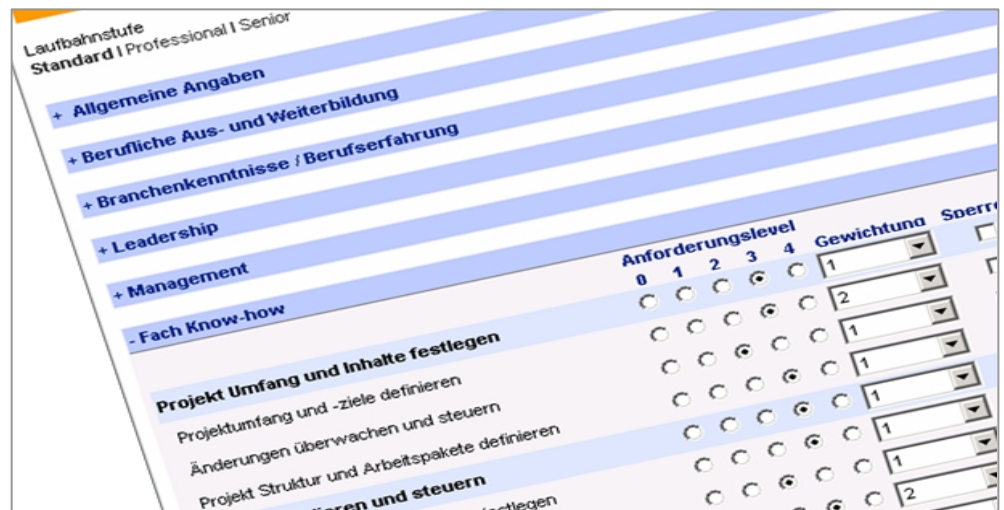 Laufbahnstufe
Standard I Professional I Senior
+ Allgemeine Angaben
+ Berufliche Aus- und Weiterbildung
+ Branchenkenntnisse / Berufserfahrung
+ Leadership
+ Management
- Fach Know-how
Anforderungslevel Gewichtung Sperre
0 1 2 3 4
Projekt Umfang und Inhalte festlegen 1
Projektumfang und -ziele definieren 2
Änderungen überwachen und steuern 1
Projekt Struktur und Arbeitspakete definieren 1
und steuern 1
festlegen 1
1
2